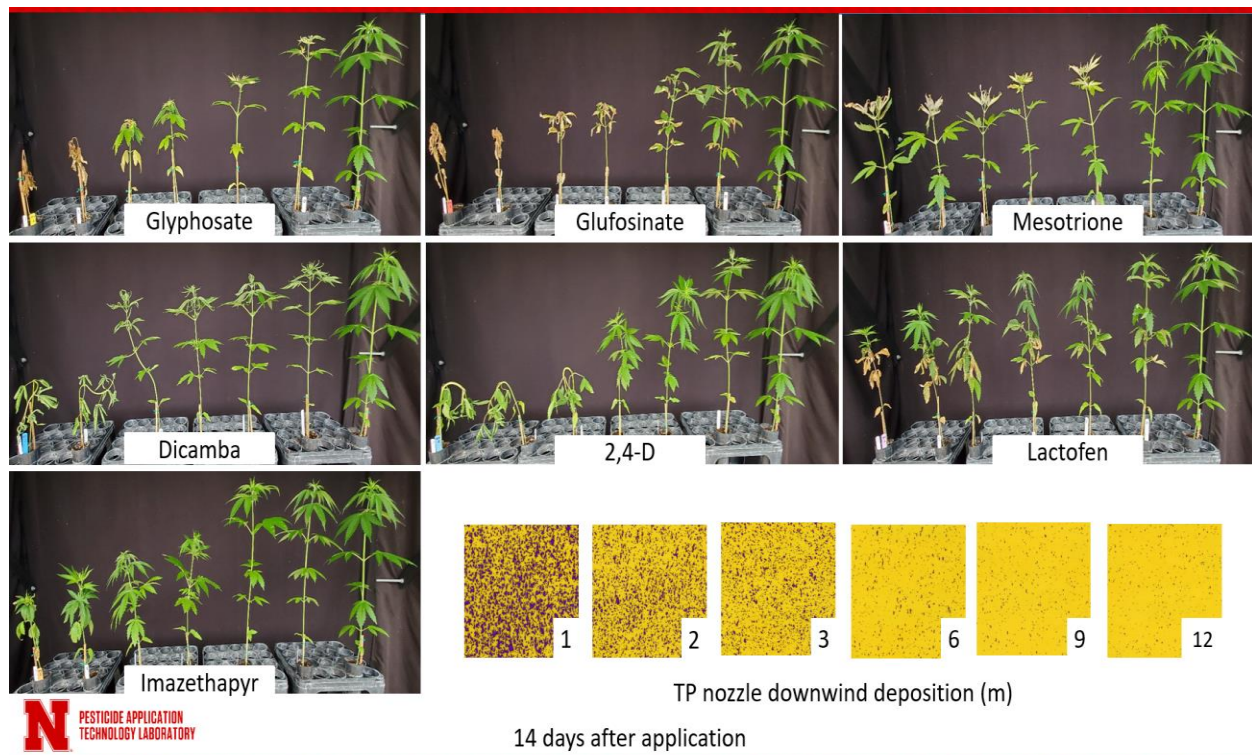 Glyphosate
Glufosinate
Mesotrione
Dicamba
2,4-D
Lactofen
Imazethapyr
1
2
3
6
9
12
TP nozzle downwind deposition (m)
N
PESTICIDE APPLICATION
TECHNOLOGY LABORATORY
14 days after application